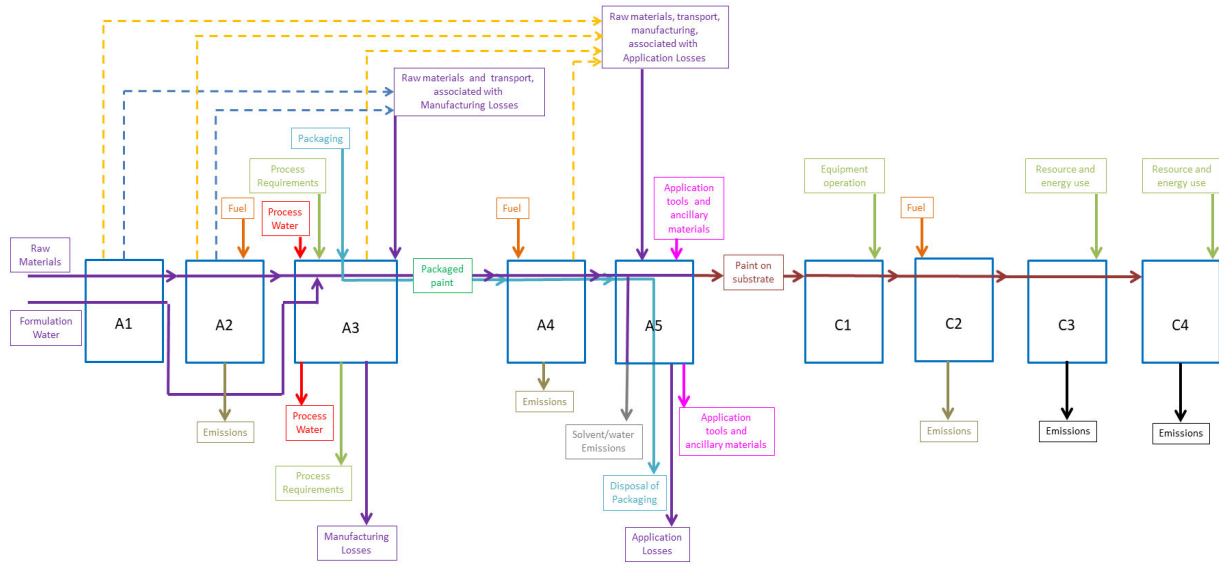 Raw materials, transport,
manufacturing,
associated with
Application Losses
Raw materials and transport,
associated with
Manufacturing Losses
Packaging
Process
Requirements
Equipment
operation
Resource and
energy use
Resource and
energy use
Application
tools and
ancillary
materials
Fuel
Process
Water
Fuel
Fuel
Raw
Materials
Packaged
paint
Paint on
substrate
Formulation
Water
A1
A2
A3
A4
A5
C1
C2
C3
C4
Emissions
Process
Water
Emissions
Solvent/water
Emissions
Application
tools and
ancillary materials
Emissions
Emissions
Emissions
Process
Requirements
Disposal of
Packaging
Manufacturing
Losses
Application
Losses